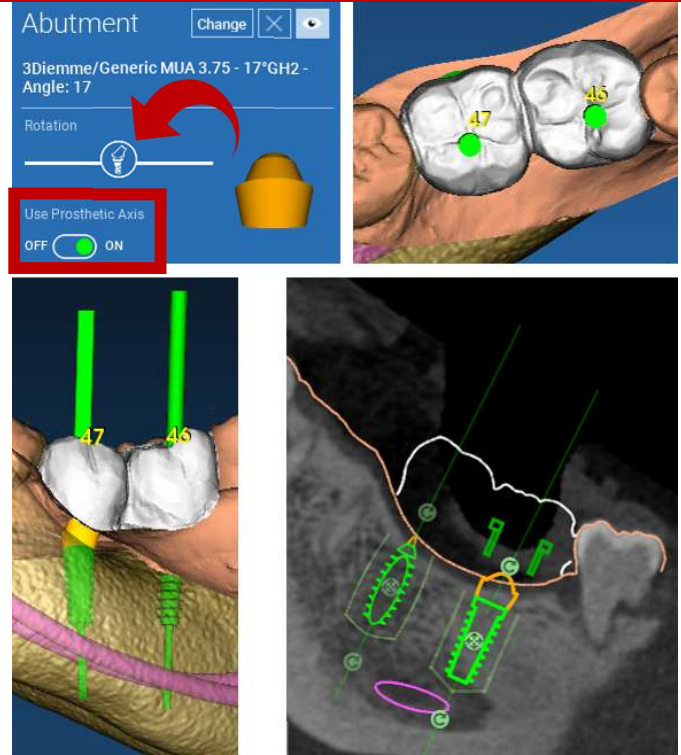 Abutment
Change
3Diemme/Generic MUA 3.75 - 17°GH2 -
Angle: 17
Rotation
Use Prosthetic Axis
OFF ON
47
46
47
46